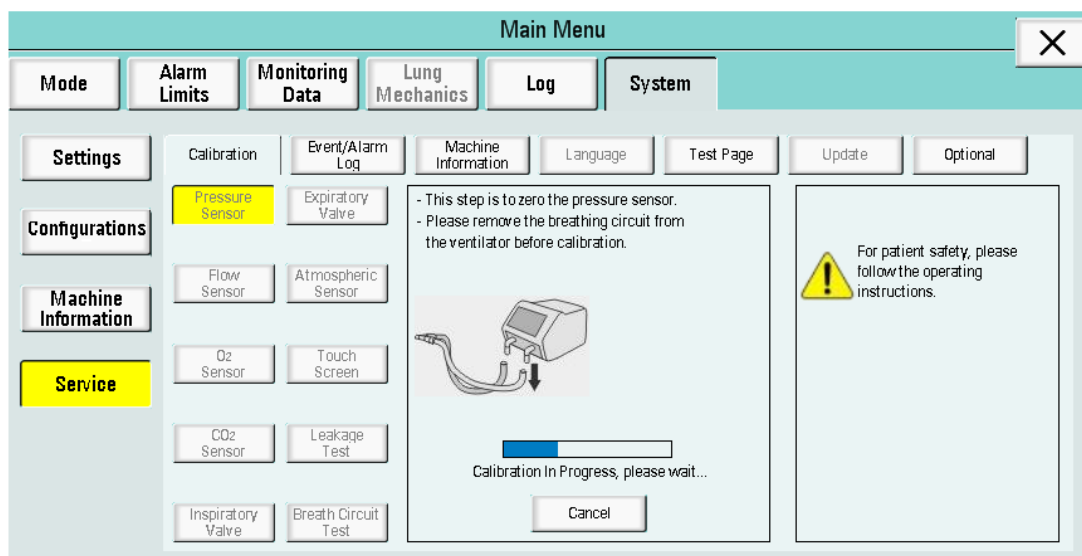 Main Menu
Mode
Alarm
Limits
Monitoring
Data
Lung
Mechanics
Log
System
Settings
Configurations
Machine
Information
Service
Calibration
Event/Alarm
Log
Machine
Information
Language
Test Page
Update
Optional
Pressure
Sensor
Expiratory
Valve
Flow
Sensor
Atmospheric
Sensor
O2
Sensor
Touch
Screen
CO2
Sensor
Leakage
Test
Inspiratory
Valve
Breath Circuit
Test
- This step is to zero the pressure sensor.
- Please remove the breathing circuit from
the ventilator before calibration.
Calibration In Progress, please wait...
Cancel
For patient safety, please
follow the operating
instructions.